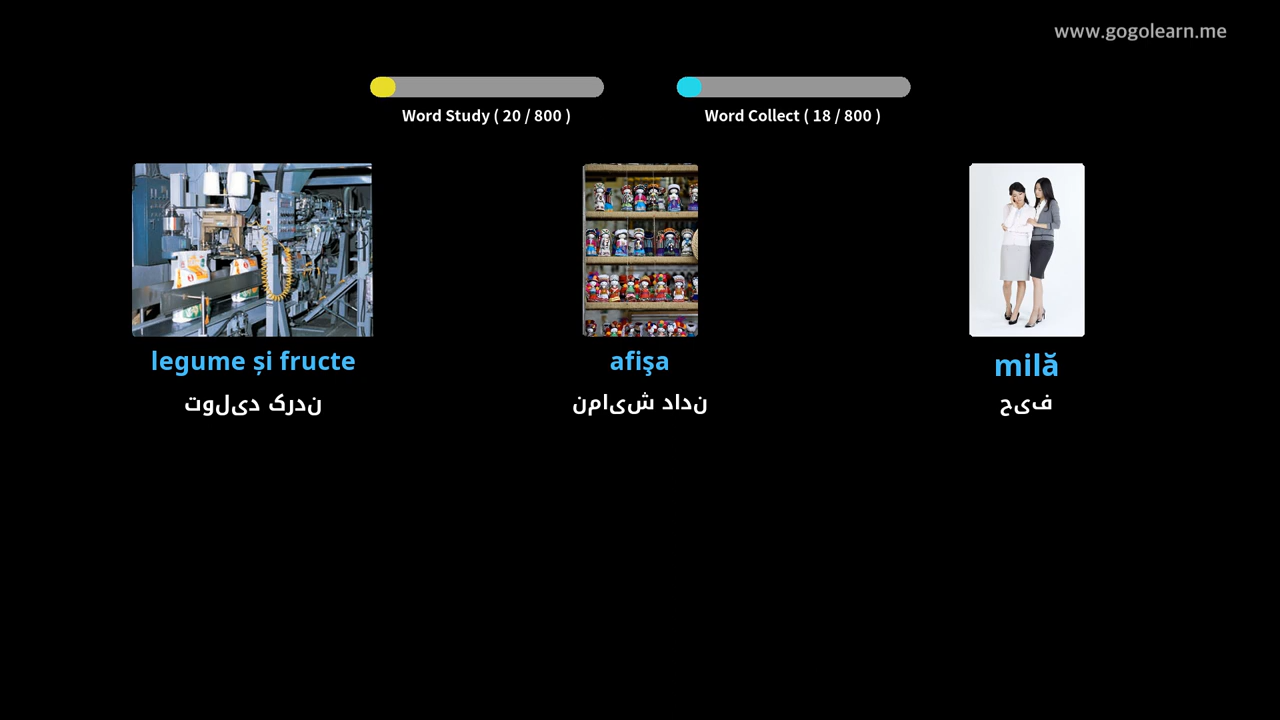 www.gogolearn.me
Word Study ( 20 / 800 )
Word Collect ( 18 / 800 )
legume și fructe
afişa
milă
تولید کردن
نمایش دادن
حیف